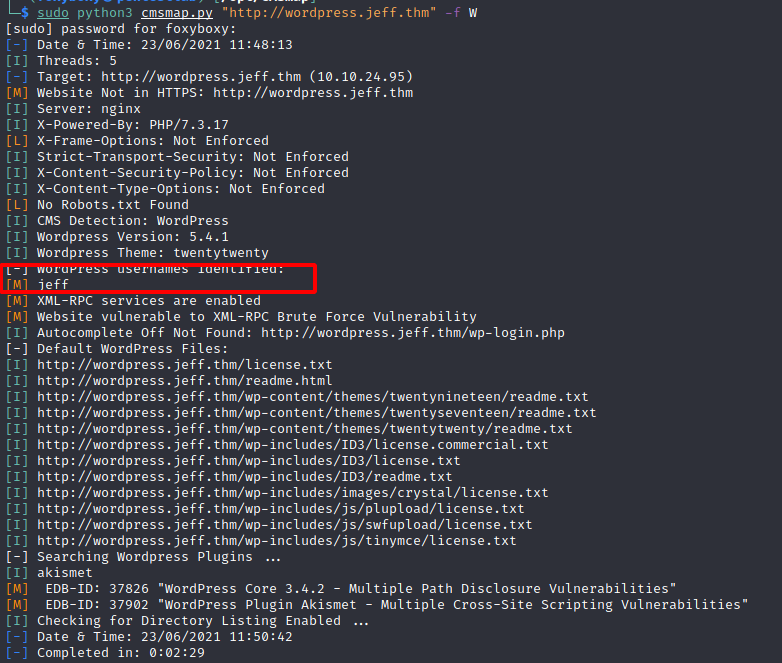 └─$ sudo python3 cmsmap.py "http://wordpress.jeff.thm" -f W
[sudo] password for foxyboxy:
[-] Date & Time: 23/06/2021 11:48:13
[I] Threads: 5
[-] Target: http://wordpress.jeff.thm (10.10.24.95)
[M] Website Not in HTTPS: http://wordpress.jeff.thm
[I] Server: nginx
[I] X-Powered-By: PHP/7.3.17
[L] X-Frame-Options: Not Enforced
[I] Strict-Transport-Security: Not Enforced
[I] X-Content-Security-Policy: Not Enforced
[I] X-Content-Type-Options: Not Enforced
[L] No Robots.txt Found
[I] CMS Detection: WordPress
[I] Wordpress Version: 5.4.1
[I] Wordpress Theme: twentytwenty
[-] WordPress usernames identified:
[M] jeff
[M] XML-RPC services are enabled
[M] Website vulnerable to XML-RPC Brute Force Vulnerability
[I] Autocomplete Off Not Found: http://wordpress.jeff.thm/wp-login.php
[-] Default WordPress Files:
[I] http://wordpress.jeff.thm/license.txt
[I] http://wordpress.jeff.thm/readme.html
[I] http://wordpress.jeff.thm/wp-content/themes/twentynineteen/readme.txt
[I] http://wordpress.jeff.thm/wp-content/themes/twentyseventeen/readme.txt
[I] http://wordpress.jeff.thm/wp-content/themes/twentytwenty/readme.txt
[I] http://wordpress.jeff.thm/wp-includes/ID3/license.commercial.txt
[I] http://wordpress.jeff.thm/wp-includes/ID3/license.txt
[I] http://wordpress.jeff.thm/wp-includes/ID3/readme.txt
[I] http://wordpress.jeff.thm/wp-includes/images/crystal/license.txt
[I] http://wordpress.jeff.thm/wp-includes/js/plupload/license.txt
[I] http://wordpress.jeff.thm/wp-includes/js/swfupload/license.txt
[I] http://wordpress.jeff.thm/wp-includes/js/tinymce/license.txt
[-] Searching Wordpress Plugins ...
[I] akismet
[M]  EDB-ID: 37826 "WordPress Core 3.4.2 - Multiple Path Disclosure Vulnerabilities"
[M]  EDB-ID: 37902 "WordPress Plugin Akismet - Multiple Cross-Site Scripting Vulnerabilities"
[I] Checking for Directory Listing Enabled ...
[-] Date & Time: 23/06/2021 11:50:42
[-] Completed in: 0:02:29